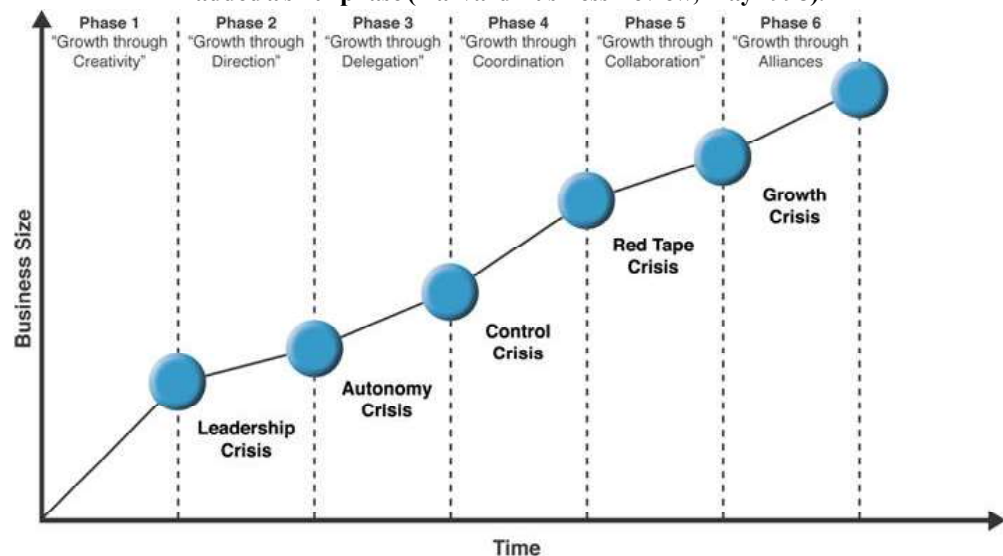 Phase 1
"Growth through
Creativity"
Phase 2
"Growth through
Direction"
Phase 3
"Growth through
Delegation"
Phase 4
"Growth through
Coordination
Phase 5
"Growth through
Collaboration"
Phase 6
"Growth through
Alliances
Growth
Crisis
Red Tape
Crisis
Control
Crisis
Autonomy
Crisis
Leadership
Crisis
Business Size
Time